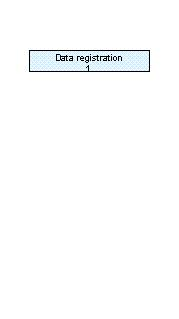 Data registration
1